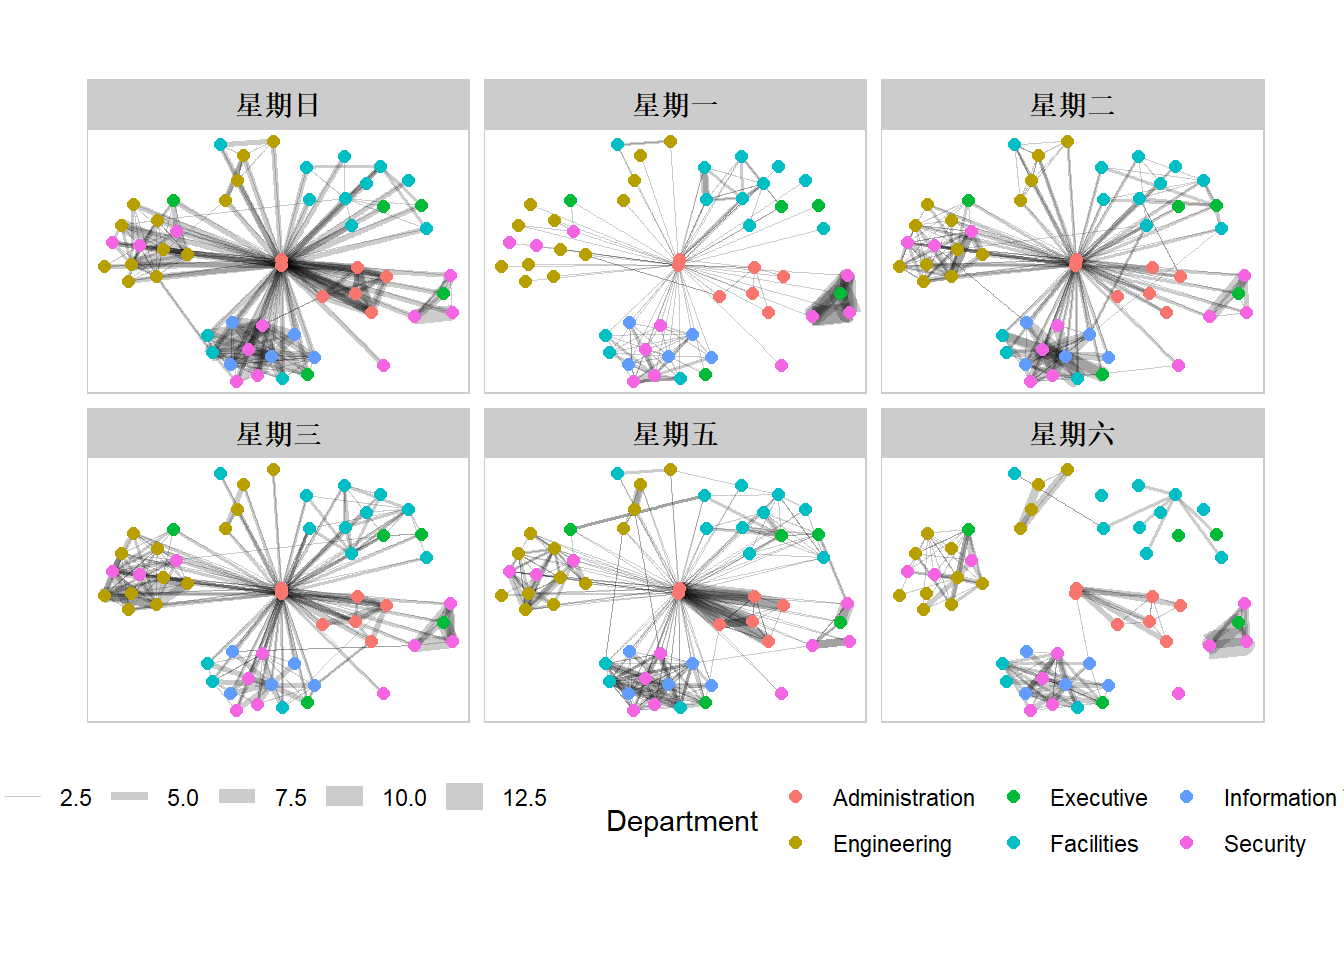 星期日
星期一
星期二
星期三
星期五
星期六
2.5 5.0 7.5 10.0 12.5
Department
Administration Executive Information
Engineering Facilities Security